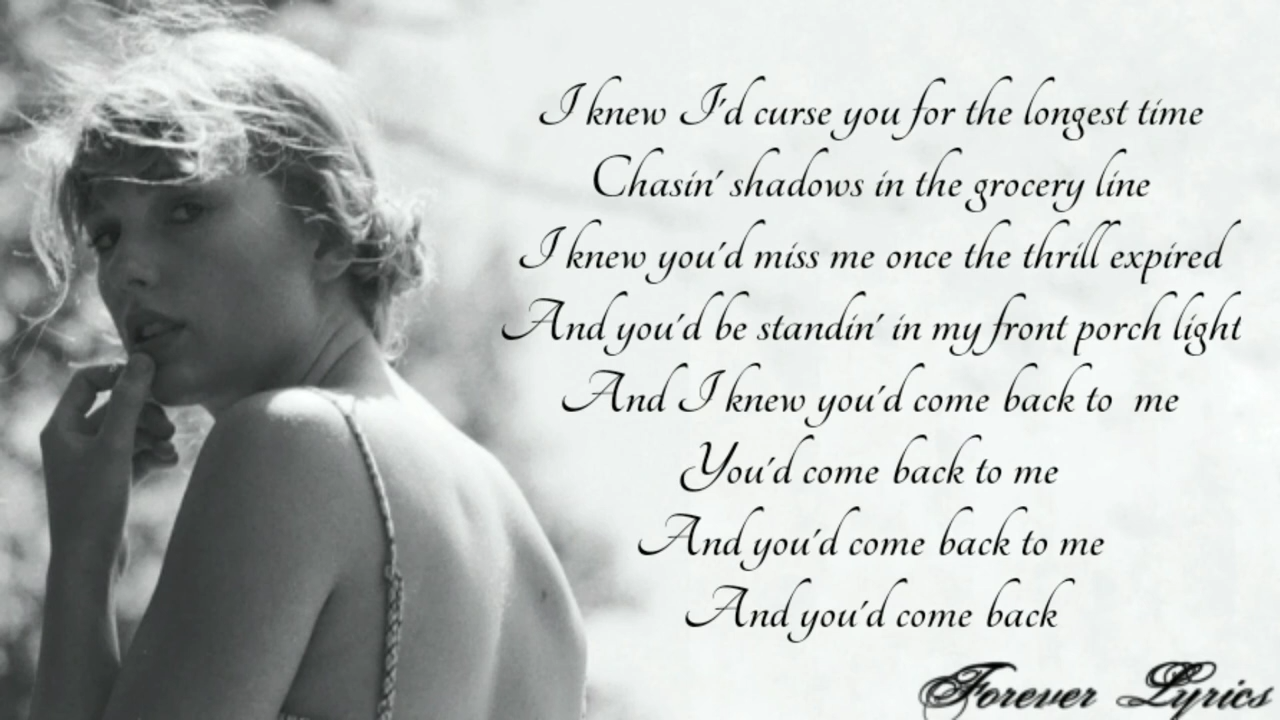 I knew I'd curse you for the longest time
Chasin' shadows in the grocery line
I knew you'd miss me once the thrill expired
And you'd be standin' in my front porch light
And I knew you'd come back to me
You'd come back to me
And you'd come back to me
And you'd come back
Forever Lyrics